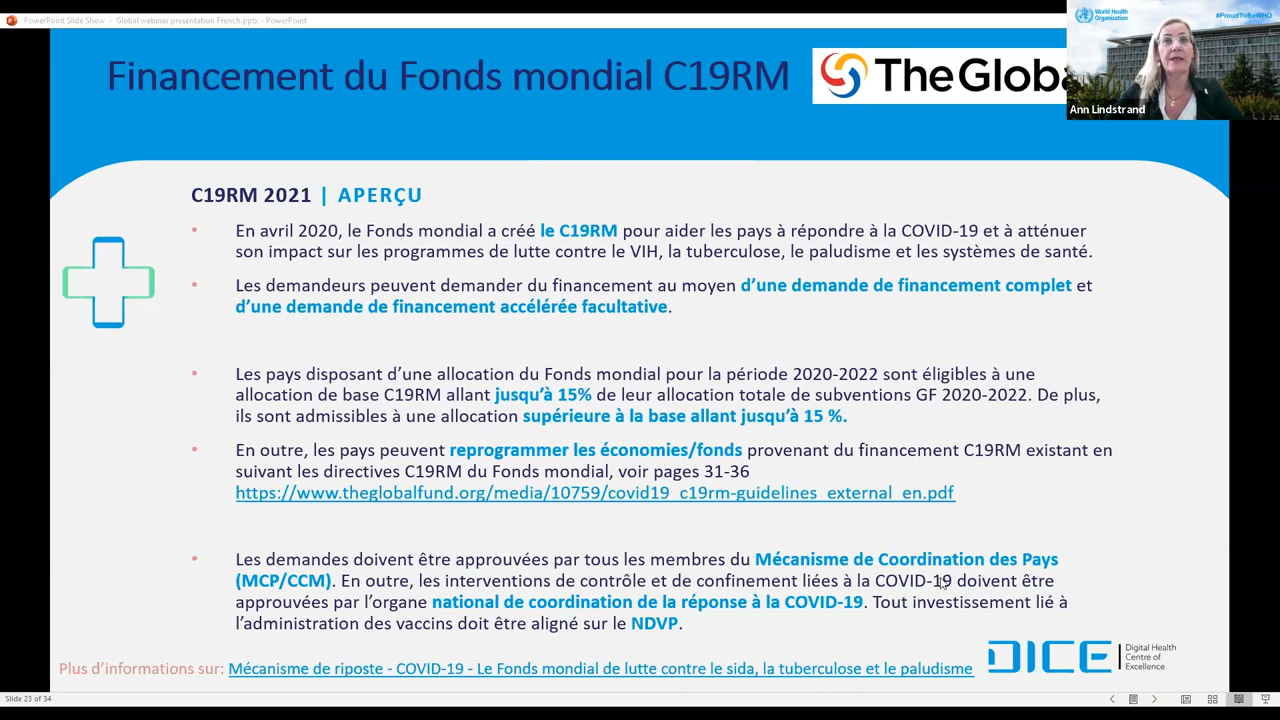 PowerPoint Slide Show - Global webinar presentation French.pptx - PowerPoint
World Health
Organization
#ProudToBeWHO
Financement du Fonds mondial C19RM
The Globa
Ann Lindstrand
C19RM 2021 | APERÇU
• En avril 2020, le Fonds mondial a créé le C19RM pour aider les pays à répondre à la COVID-19 et à atténuer
son impact sur les programmes de lutte contre le VIH, la tuberculose, le paludisme et les systèmes de santé.
• Les demandeurs peuvent demander du financement au moyen d’une demande de financement complet et
d’une demande de financement accélérée facultative.
• Les pays disposant d’une allocation du Fonds mondial pour la période 2020-2022 sont éligibles à une
allocation de base C19RM allant jusqu’à 15% de leur allocation totale de subventions GF 2020-2022. De plus,
ils sont admissibles à une allocation supérieure à la base allant jusqu’à 15 %.
• En outre, les pays peuvent reprogrammer les économies/fonds provenant du financement C19RM existant en
suivant les directives C19RM du Fonds mondial, voir pages 31-36
https://www.theglobalfund.org/media/10759/covid19_c19rm-guidelines_external_en.pdf
• Les demandes doivent être approuvées par tous les membres du Mécanisme de Coordination des Pays
(MCP/CCM). En outre, les interventions de contrôle et de confinement liées à la COVID-19 doivent être
approuvées par l’organe national de coordination de la réponse à la COVID-19. Tout investissement lié à
l’administration des vaccins doit être aligné sur le NDVP.
DICE
Digital Health
Centre of
Excellence
Plus d’informations sur: Mécanisme de riposte - COVID-19 - Le Fonds mondial de lutte contre le sida, la tuberculose et le paludisme
Slide 23 of 34